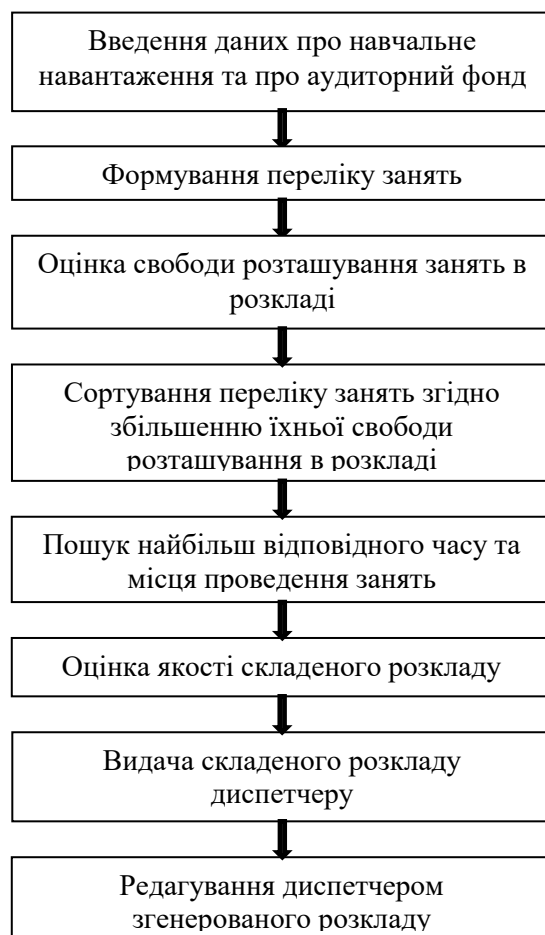 Введення даних про навчальне
навантаження та про аудиторний фонд
Формування переліку занять
Оцінка свободи розташування занять в
розкладі
Сортування переліку занять згідно
збільшенню їхньої свободи
розташування в розкладі
Пошук найбільш відповідного часу та
місця проведення занять
Оцінка якості складеного розкладу
Видача складеного розкладу
диспетчеру
Редагування диспетчером
згенерованого розкладу